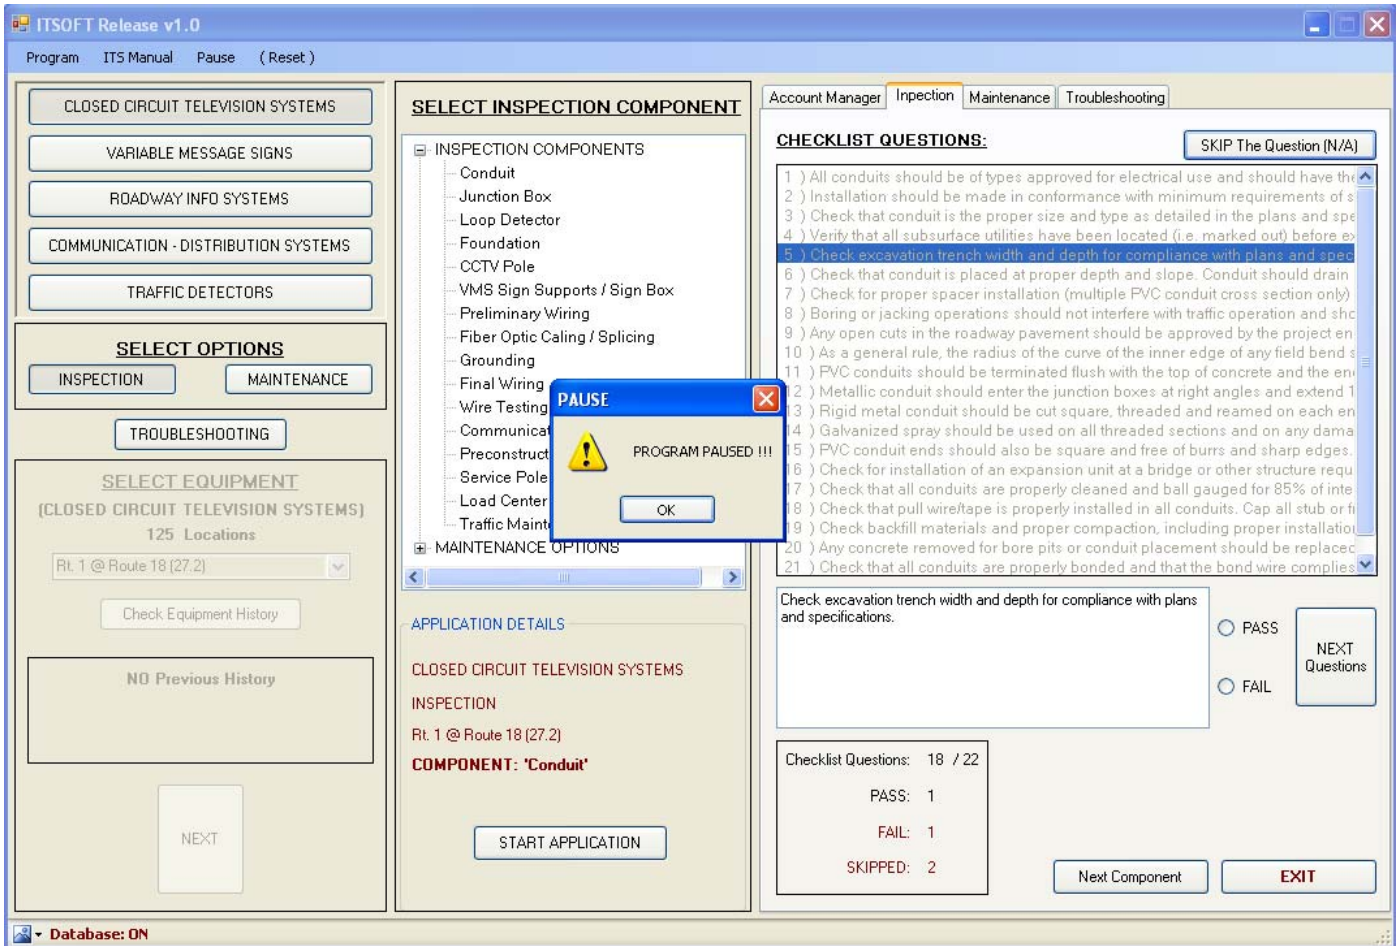 ITSOFT Release v1.0
Program ITS Manual Pause ( Reset )
CLOSED CIRCUIT TELEVISION SYSTEMS
VARIABLE MESSAGE SIGNS
ROADWAY INFO SYSTEMS
COMMUNICATION - DISTRIBUTION SYSTEMS
TRAFFIC DETECTORS
SELECT OPTIONS
INSPECTION MAINTENANCE
TROUBLESHOOTING
SELECT EQUIPMENT
(CLOSED CIRCUIT TELEVISION SYSTEMS)
125 Locations
Rt. 1 @ Route 18 (27.2)
Check Equipment History
NO Previous History
NEXT
SELECT INSPECTION COMPONENT
INSPECTION COMPONENTS
Conduit
Junction Box
Loop Detector
Foundation
CCTV Pole
VMS Sign Supports / Sign Box
Preliminary Wiring
Fiber Optic Caling / Splicing
Grounding
Final Wiring
Wire Testing
Communicat
Preconstruct
Service Pole
Load Center
Traffic Mainte
MAINTENANCE OPTIONS
APPLICATION DETAILS
CLOSED CIRCUIT TELEVISION SYSTEMS
INSPECTION
Rt. 1 @ Route 18 (27.2)
COMPONENT: 'Conduit'
START APPLICATION
PAUSE
PROGRAM PAUSED !!!
OK
Account Manager Inpection Maintenance Troubleshooting
CHECKLIST QUESTIONS:
SKIP The Question (N/A)
1 ) All conduits should be of types approved for electrical use and should have the
2 ) Installation should be made in conformance with minimum requirements of s
3 ) Check that conduit is the proper size and type as detailed in the plans and spe
4 ) Verify that all subsurface utilities have been located (i.e. marked out) before ex
5 ) Check excavation trench width and depth for compliance with plans and spec
6 ) Check that conduit is placed at proper depth and slope. Conduit should drain
7 ) Check for proper spacer installation (multiple PVC conduit cross section only)
8 ) Boring or jacking operations should not interfere with traffic operation and sho
9 ) Any open cuts in the roadway pavement should be approved by the project en
10 ) As a general rule, the radius of the curve of the inner edge of any field bend s
11 ) PVC conduits should be terminated flush with the top of concrete and the en
12 ) Metallic conduit should enter the junction boxes at right angles and extend 1
13 ) Rigid metal conduit should be cut square, threaded and reamed on each en
14 ) Galvanized spray should be used on all threaded sections and on any dama
15 ) PVC conduit ends should also be square and free of burrs and sharp edges.
16 ) Check for installation of an expansion unit at a bridge or other structure requ
17 ) Check that all conduits are properly cleaned and ball gauged for 85% of inte
18 ) Check that pull wire/tape is properly installed in all conduits. Cap all stub or fi
19 ) Check backfill materials and proper compaction, including proper installation
20 ) Any concrete removed for bore pits or conduit placement should be replaced
21 ) Check that all conduits are properly bonded and that the bond wire complies
Check excavation trench width and depth for compliance with plans
and specifications.
PASS
FAIL
NEXT
Questions
Checklist Questions: 18 / 22
PASS: 1
FAIL: 1
SKIPPED: 2
Next Component
EXIT
Database: ON